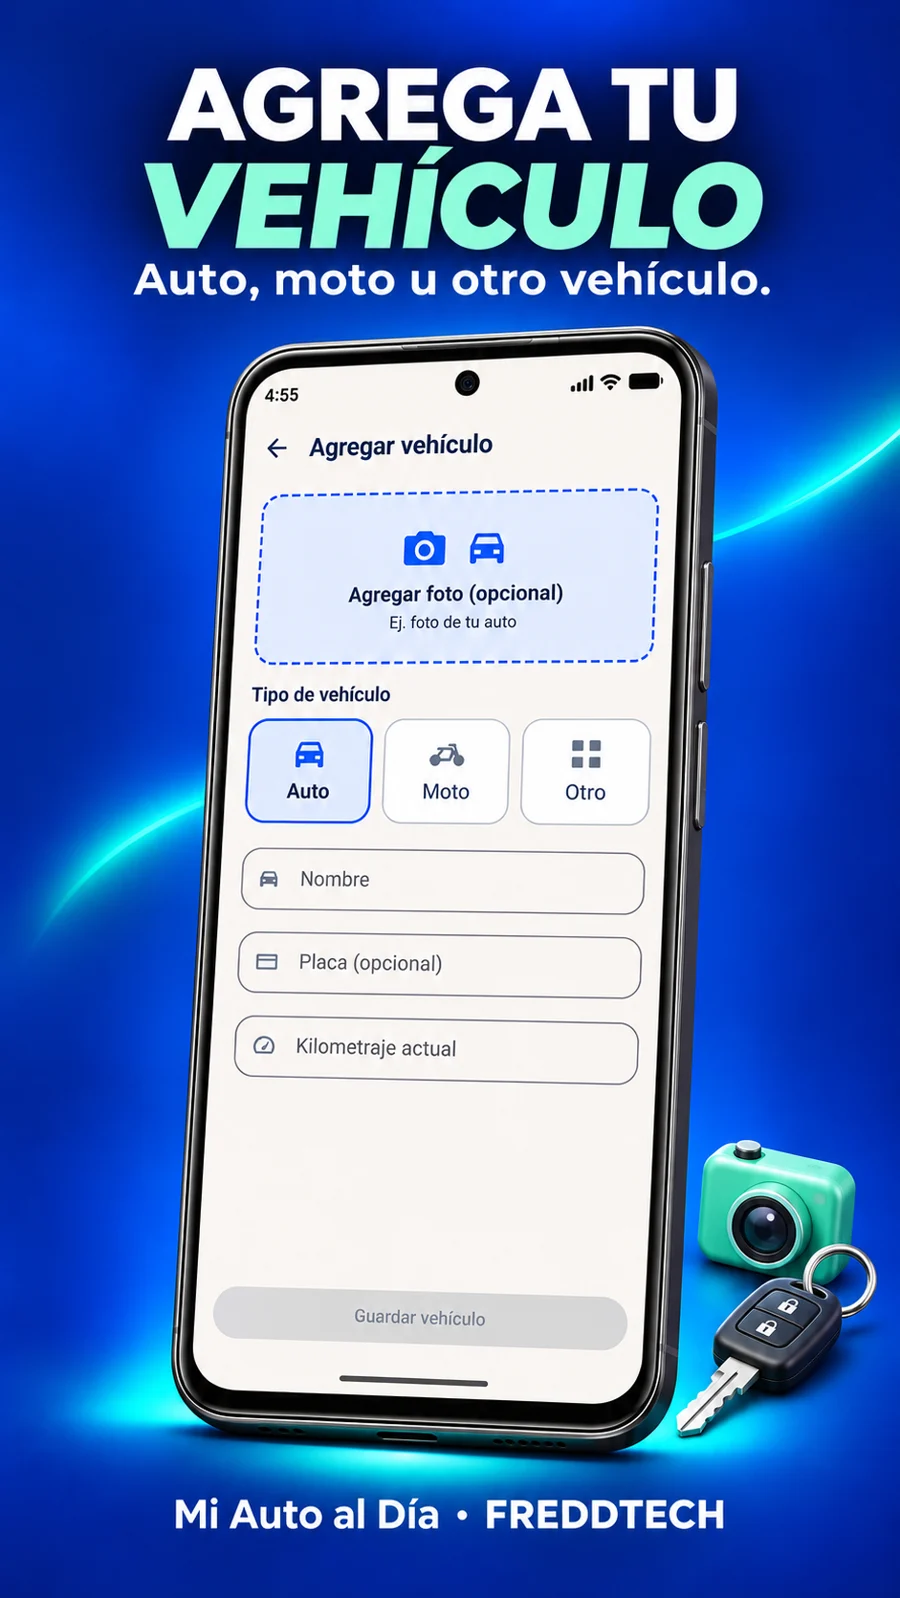 AGREGA TU
VEHÍCULO
Auto, moto u otro vehículo.
4:55
Agregar vehículo
Agregar foto (opcional)
Ej. foto de tu auto
Tipo de vehículo
Auto
Moto
Otro
Nombre
Placa (opcional)
Kilometraje actual
Guardar vehículo
Mi Auto al Día • FREDDTECH